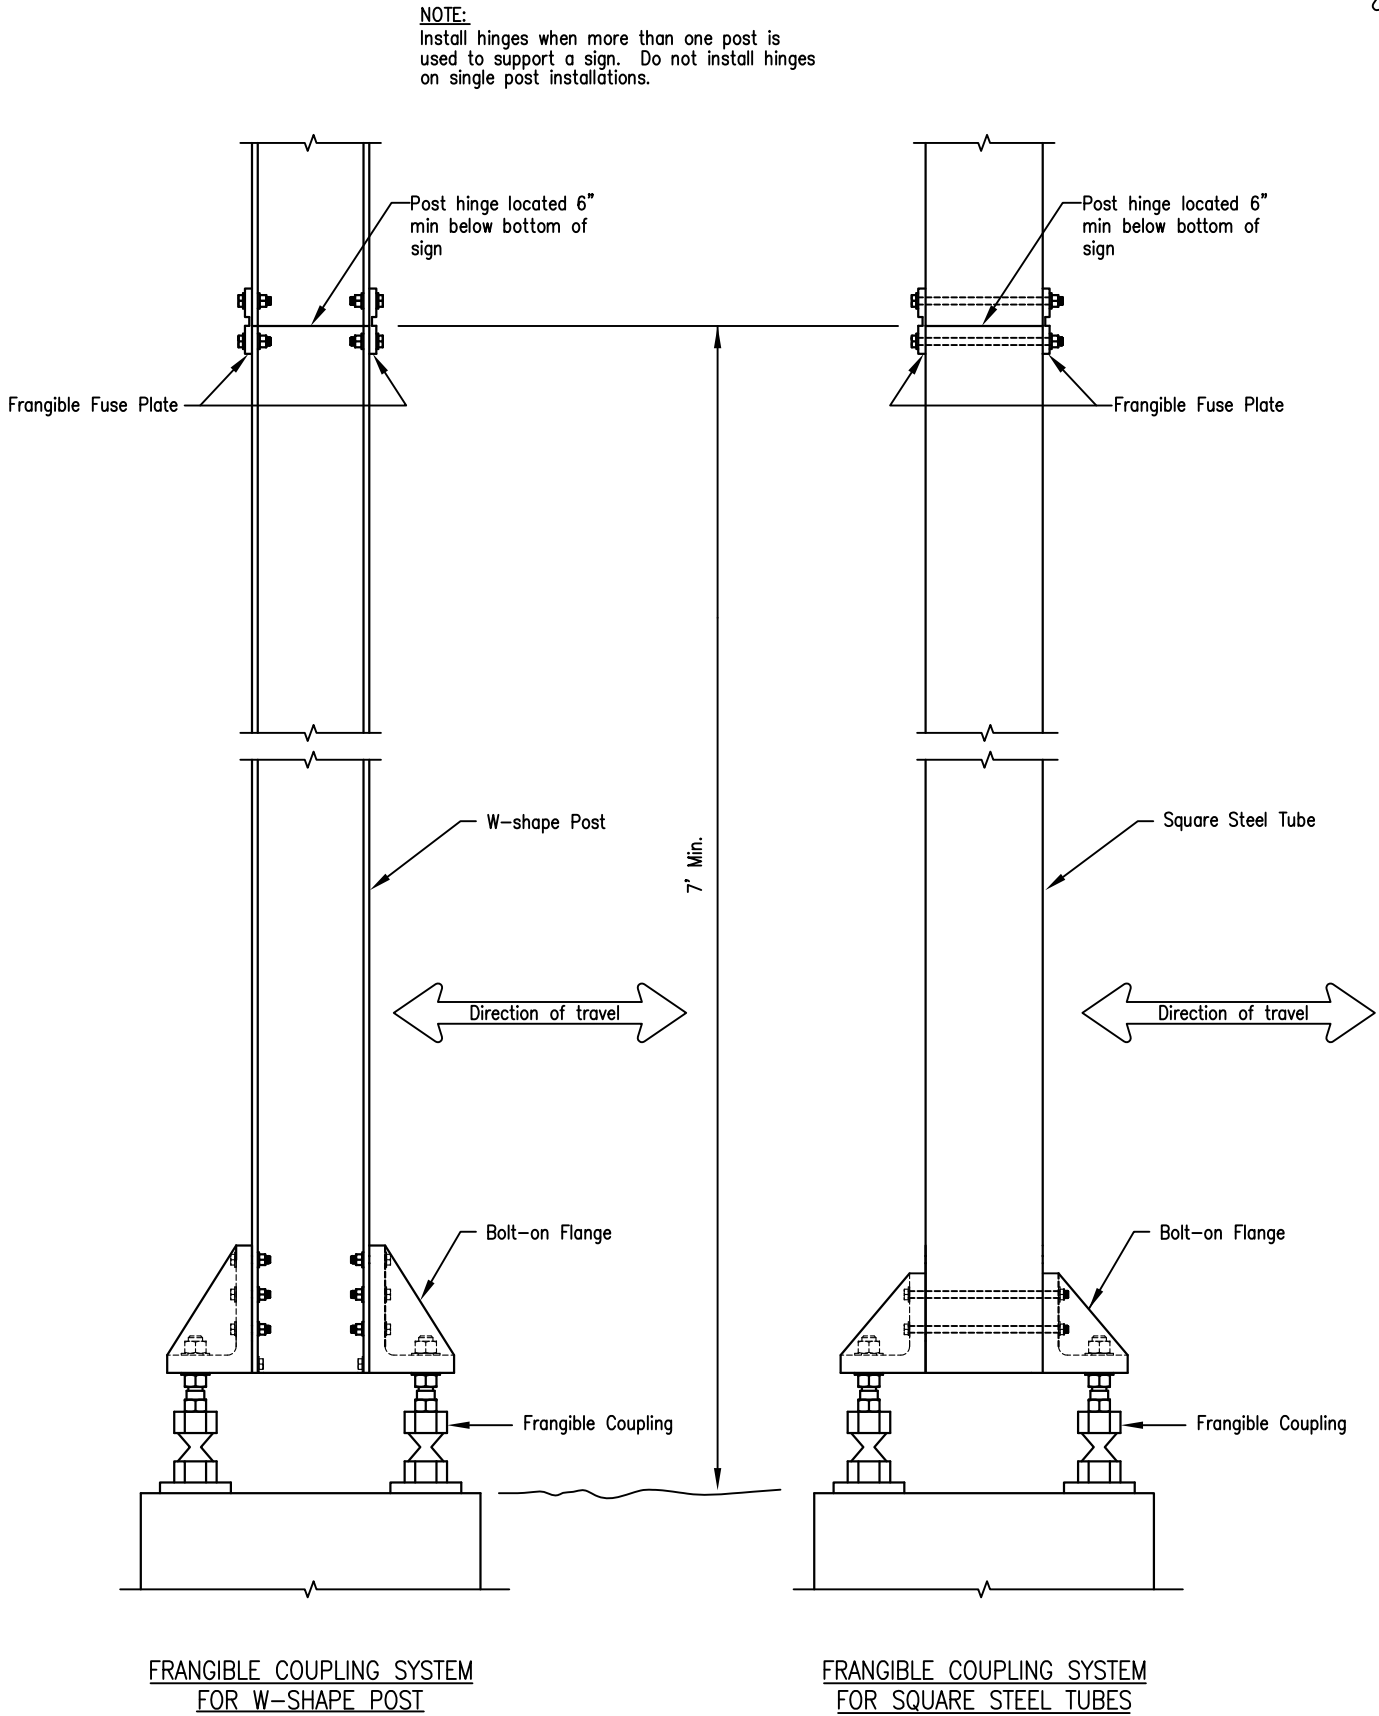 NOTE:
Install hinges when more than one post is
used to support a sign. Do not install hinges
on single post installations.
Post hinge located 6"
min below bottom of
sign
Post hinge located 6"
min below bottom of
sign
Frangible Fuse Plate
Frangible Fuse Plate
W-shape Post
Square Steel Tube
7' Min.
Direction of travel
Direction of travel
Bolt-on Flange
Bolt-on Flange
Frangible Coupling
Frangible Coupling
FRANGIBLE COUPLING SYSTEM
FOR W-SHAPE POST
FRANGIBLE COUPLING SYSTEM
FOR SQUARE STEEL TUBES